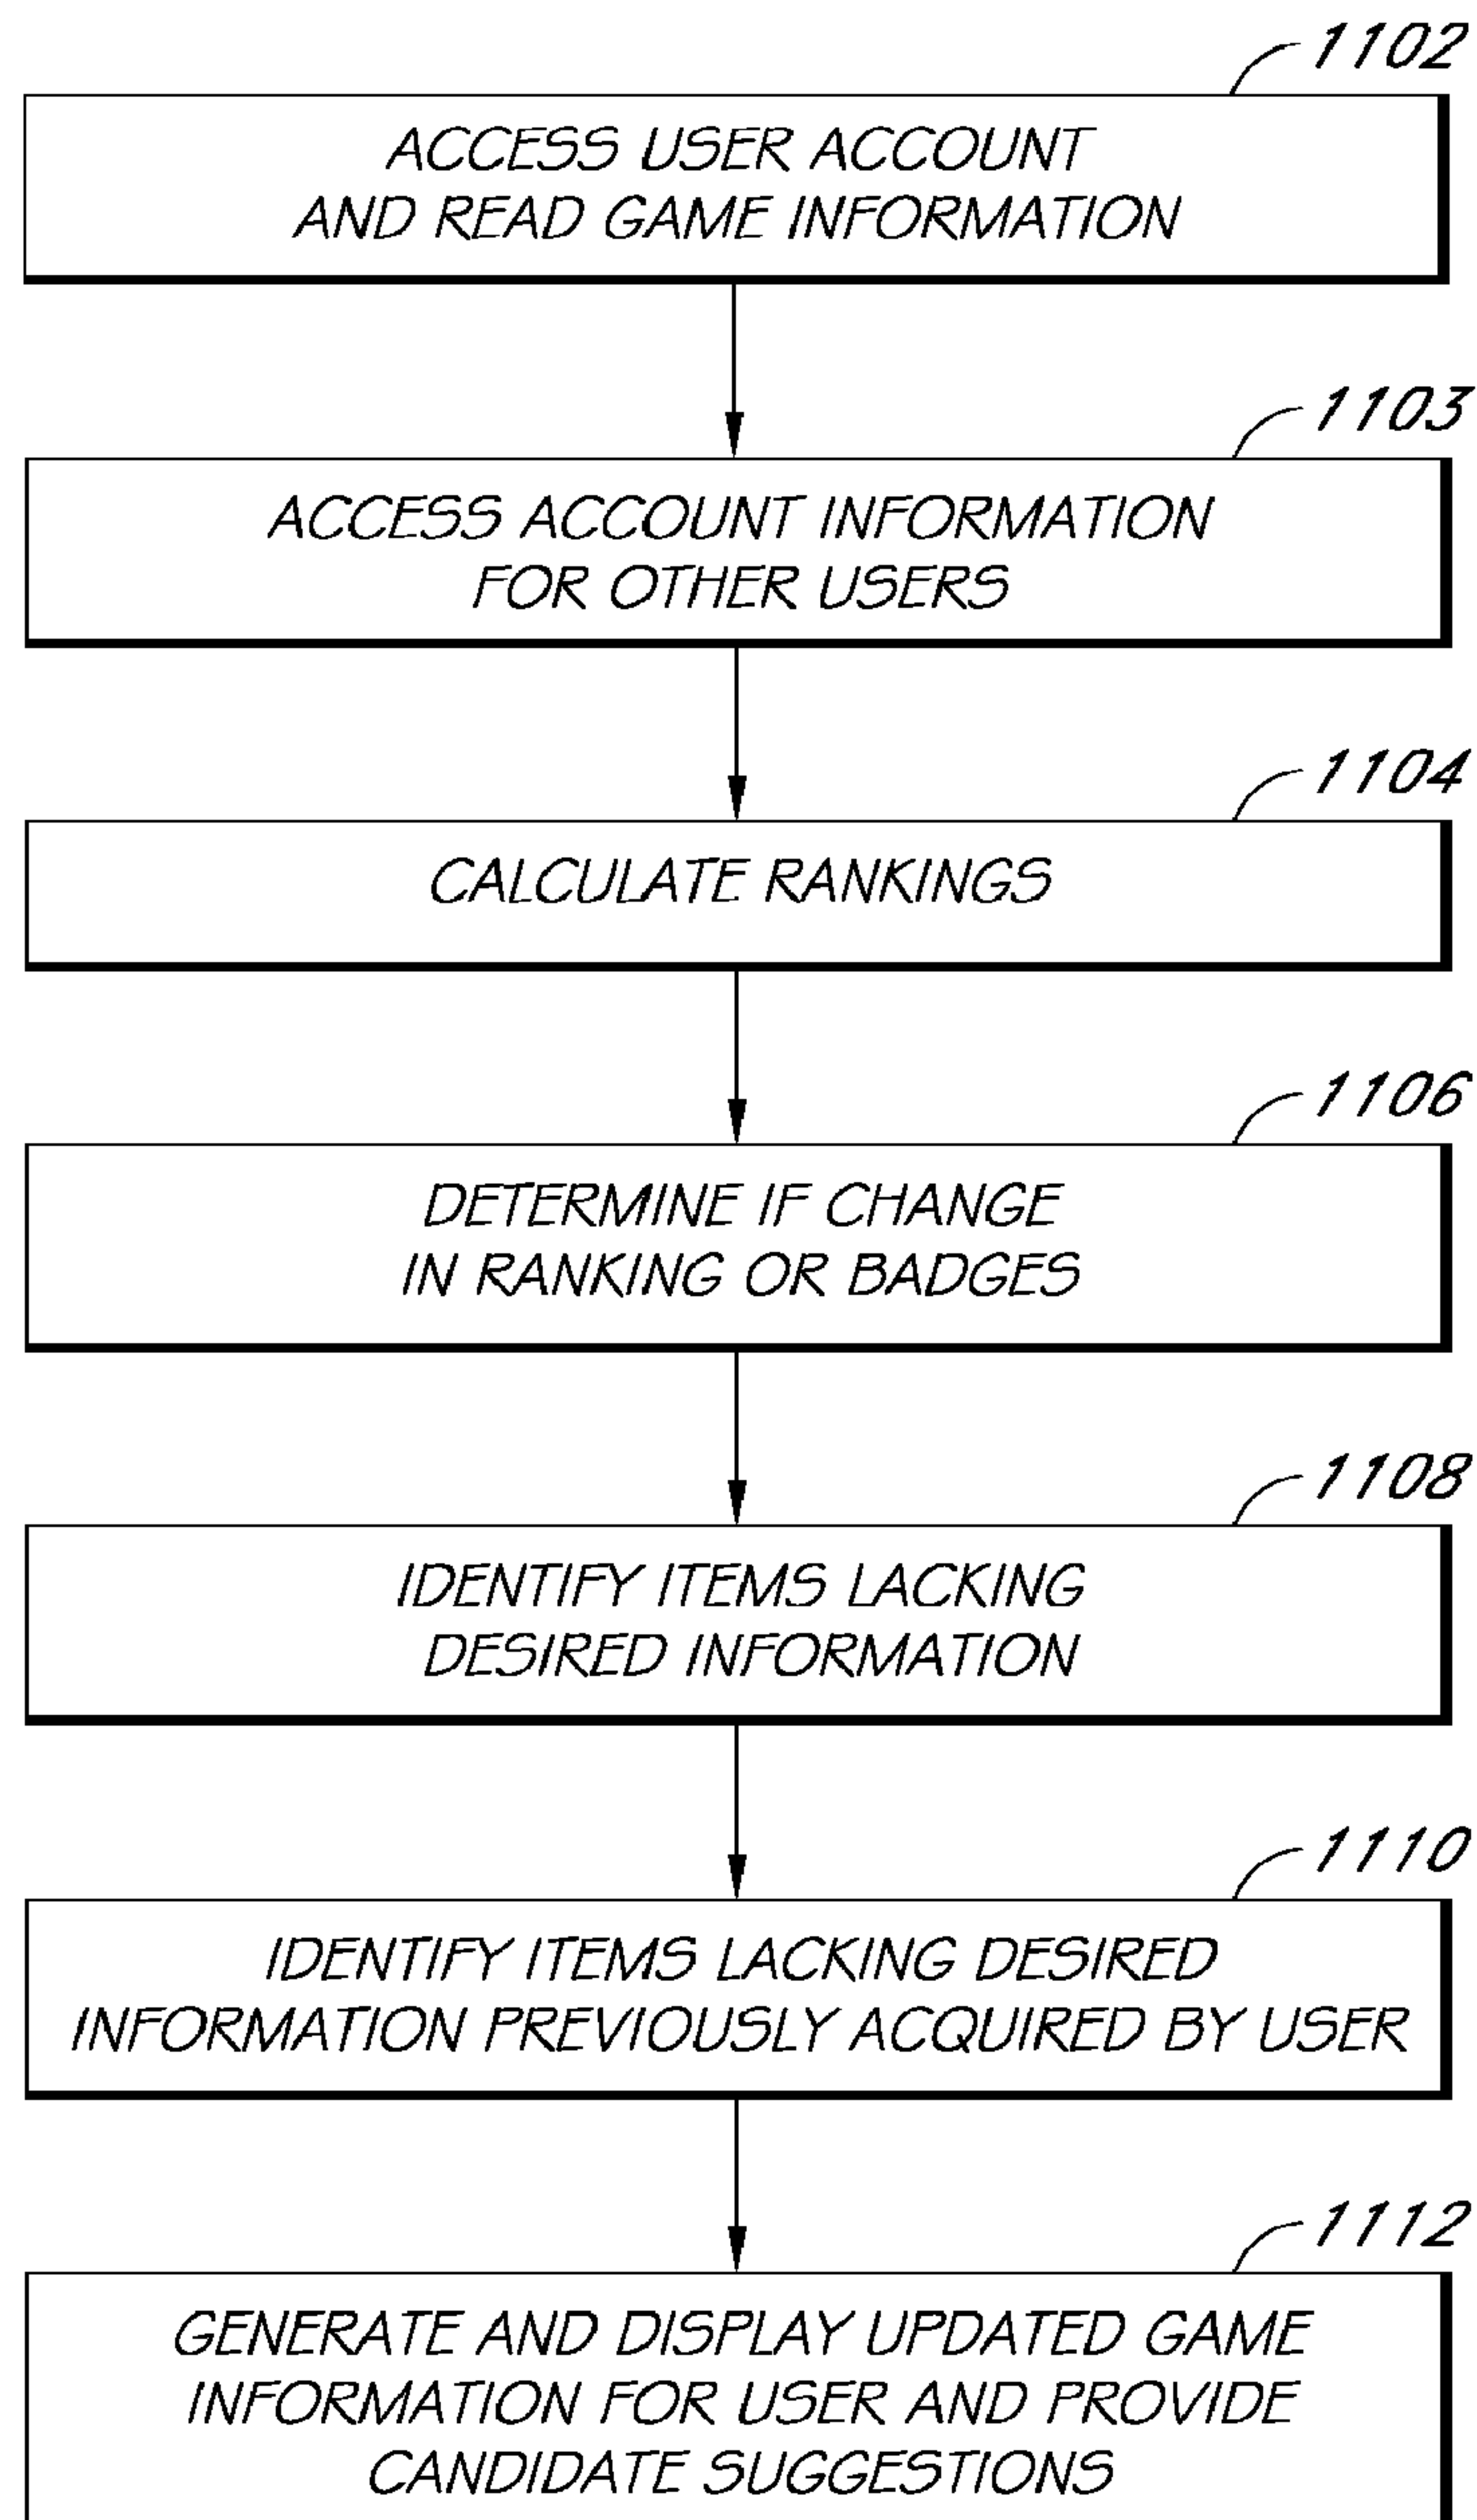 1102
ACCESS USER ACCOUNT
AND READ GAME INFORMATION
1103
ACCESS ACCOUNT INFORMATION
FOR OTHER USERS
1104
CALCULATE RANKINGS
1106
DETERMINE IF CHANGE
IN RANKING OR BADGES
1108
IDENTIFY ITEMS LACKING
DESIRED INFORMATION
1110
IDENTIFY ITEMS LACKING DESIRED
INFORMATION PREVIOUSLY ACQUIRED BY USER
1112
GENERATE AND DISPLAY UPDATED GAME
INFORMATION FOR USER AND PROVIDE
CANDIDATE SUGGESTIONS